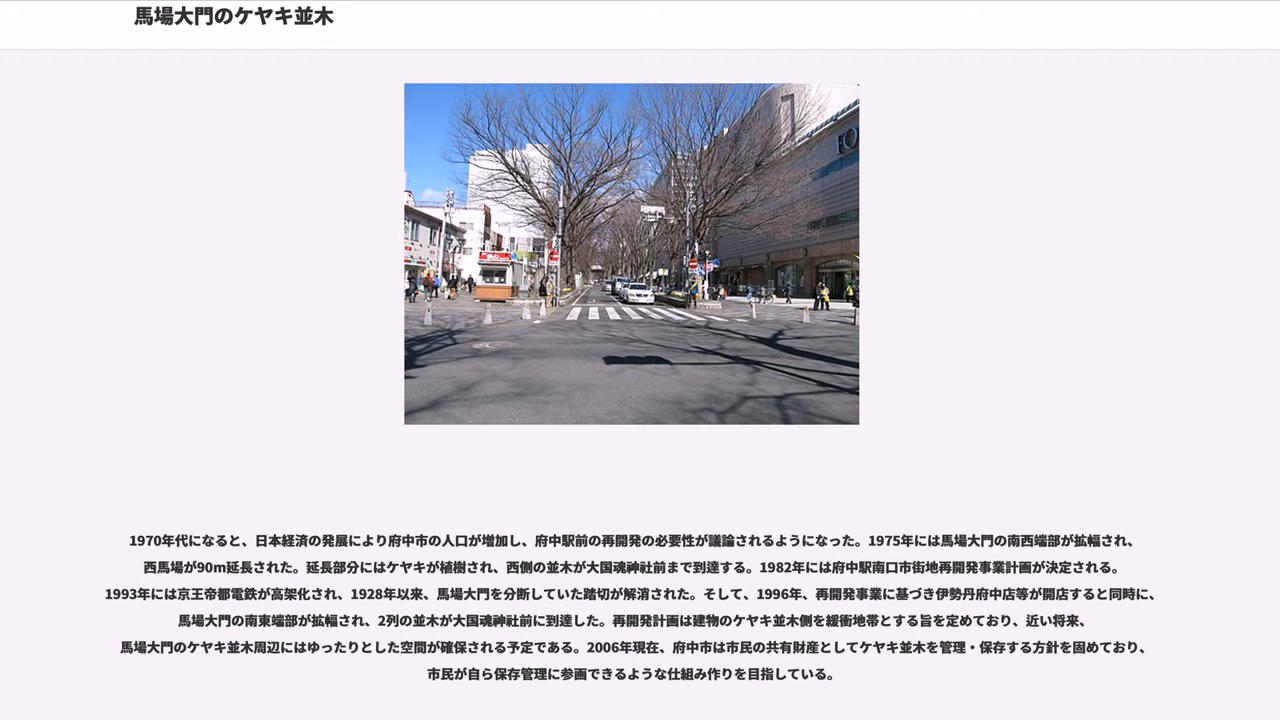 馬場大門のケヤキ並木
FO
1970年代になると、日本経済の発展により府中市の人口が増加し、府中駅前の再開発の必要性が議論されるようになった。1975年には馬場大門の南西端部が拡幅され、
西馬場が90m延長された。延長部分にはケヤキが植樹され、西側の並木が大国魂神社前まで到達する。1982年には府中駅南口市街地再開発事業計画が決定される。
1993年には京王帝都電鉄が高架化され、1928年以来、馬場大門を分断していた踏切が解消された。そして、1996年、再開発事業に基づき伊勢丹府中店等が開店すると同時に、
馬場大門の南東端部が拡幅され、2列の並木が大国魂神社前に到達した。再開発計画は建物のケヤキ並木側を緩衝地帯とする旨を定めており、近い将来、
馬場大門のケヤキ並木周辺にはゆったりとした空間が確保される予定である。2006年現在、府中市は市民の共有財産としてケヤキ並木を管理・保存する方針を固めており、
市民が自ら保存管理に参画できるような仕組み作りを目指している。